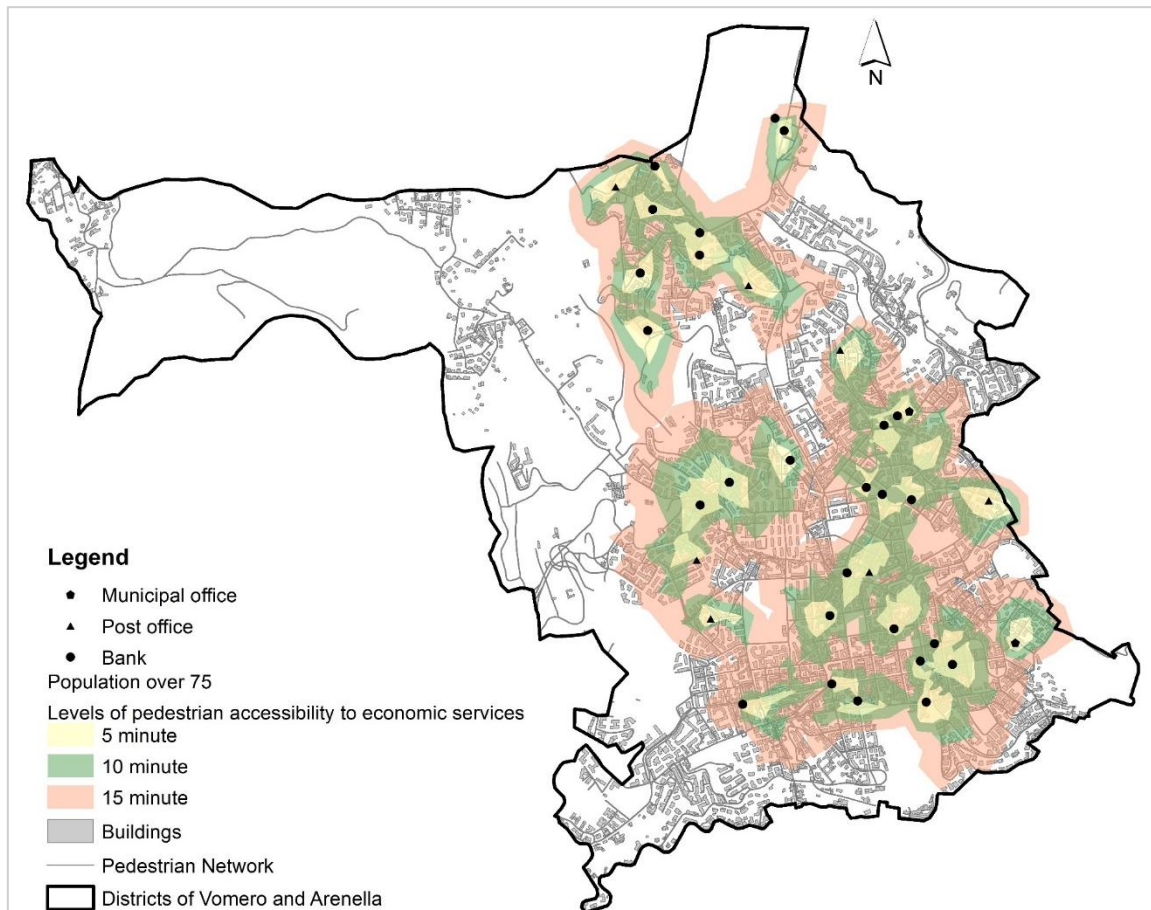 N
Legend
Municipal office
Post office
Bank
Population over 75
Levels of pedestrian accessibility to economic services
5 minute
10 minute
15 minute
Buildings
Pedestrian Network
Districts of Vomero and Arenella